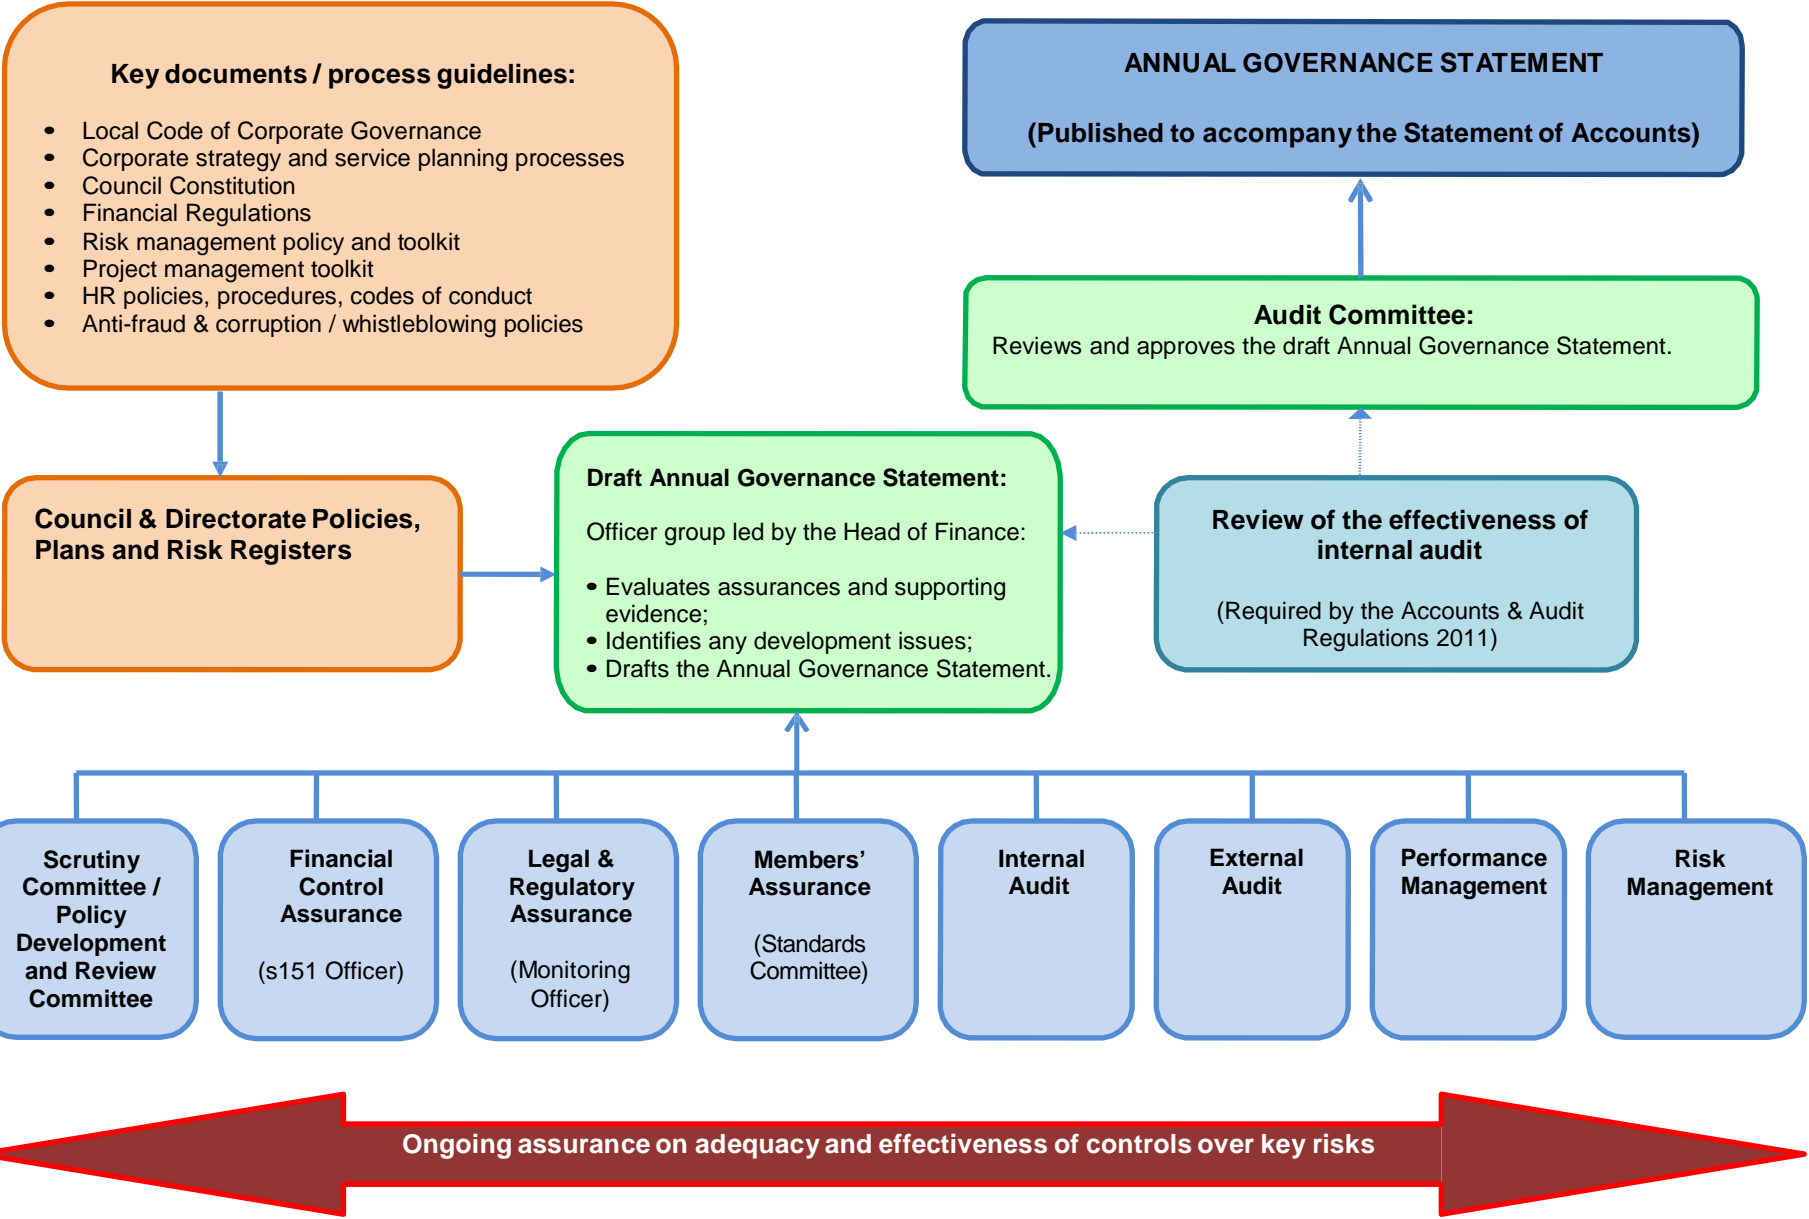 Key documents / process guidelines:
• Local Code of Corporate Governance
• Corporate strategy and service planning processes
• Council Constitution
• Financial Regulations
• Risk management policy and toolkit
• Project management toolkit
• HR policies, procedures, codes of conduct
• Anti-fraud & corruption / whistleblowing policies
ANNUAL GOVERNANCE STATEMENT
(Published to accompany the Statement of Accounts)
Audit Committee:
Reviews and approves the draft Annual Governance Statement.
Council & Directorate Policies,
Plans and Risk Registers
Draft Annual Governance Statement:
Officer group led by the Head of Finance:
• Evaluates assurances and supporting
evidence;
• Identifies any development issues;
• Drafts the Annual Governance Statement.
Review of the effectiveness of
internal audit
(Required by the Accounts & Audit
Regulations 2011)
Scrutiny
Committee /
Policy
Development
and Review
Committee
Financial
Control
Assurance
(s151 Officer)
Legal &
Regulatory
Assurance
(Monitoring
Officer)
Members’
Assurance
(Standards
Committee)
Internal
Audit
External
Audit
Performance
Management
Risk
Management
Ongoing assurance on adequacy and effectiveness of controls over key risks